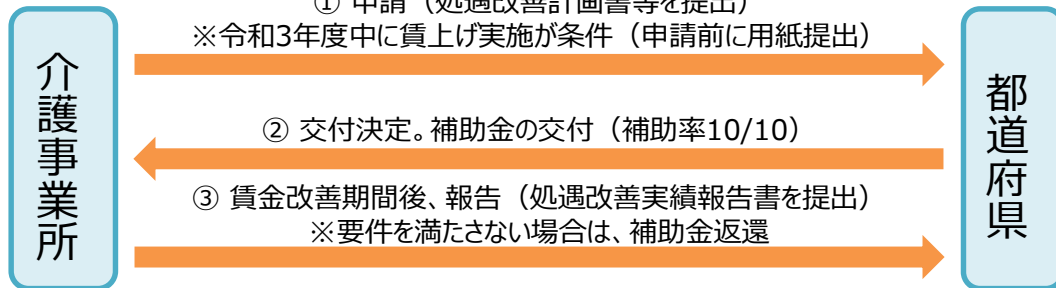 ① 申請（処遇改善計画書等を提出）
※令和3年度中に賃上げ実施が条件（申請前に用紙提出）
介護事業所
都道府県
② 交付決定。補助金の交付（補助率10/10）
③ 賃金改善期間後、報告（処遇改善実績報告書を提出）
※要件を満たさない場合は、補助金返還